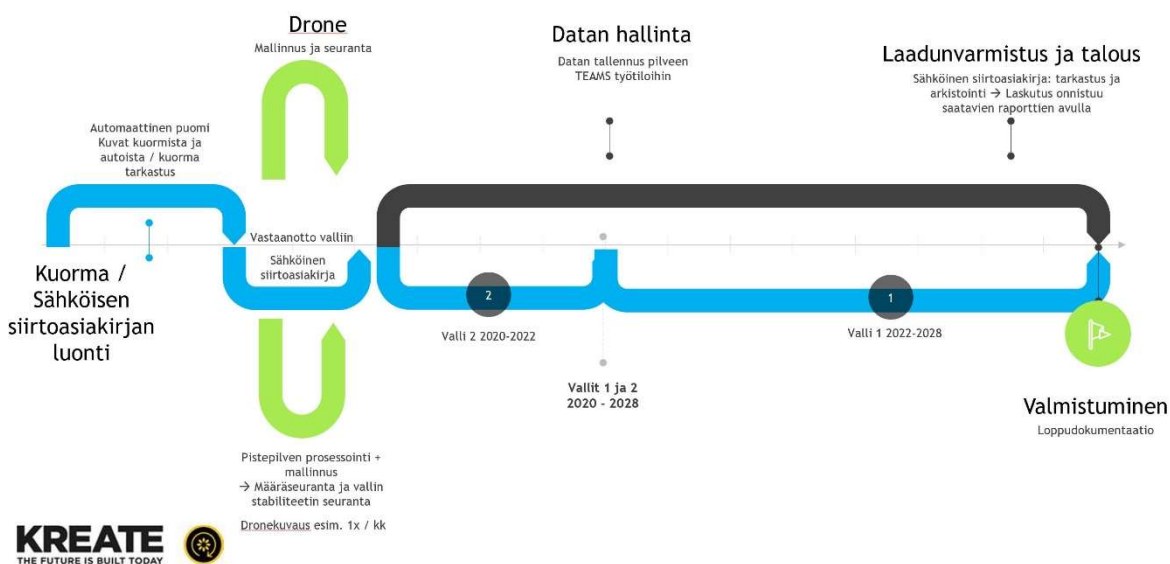 Drone
Mallinnus ja seuranta
Datan hallinta
Datan tallennus pilveen
TEAMS työtiloihin
Laadunvarmistus ja talous
Sähköinen siirtoasiakirja: tarkastus ja
arkistointi → Laskutus onnistuu
saatavien raporttien avulla
Automaattinen puomi
Kuvat kuormista ja
autoista / kuorma
tarkastus
Kuorma /
Sähköisen
siirtoasiakirjan
luonti
Vastaanotto valliin
Sähköinen
siirtoasiakirja
2
Valli 2 2020-2022
1
Valli 1 2022-2028
Vallit 1 ja 2
2020 - 2028
Valmistuminen
Loppudokumentaatio
Pistepilven prosessointi +
mallinnus
→ Määräseuranta ja vallin
stabiliteetin seuranta
Dronekuvaus esim. 1x / kk
KREATE
THE FUTURE IS BUILT TODAY